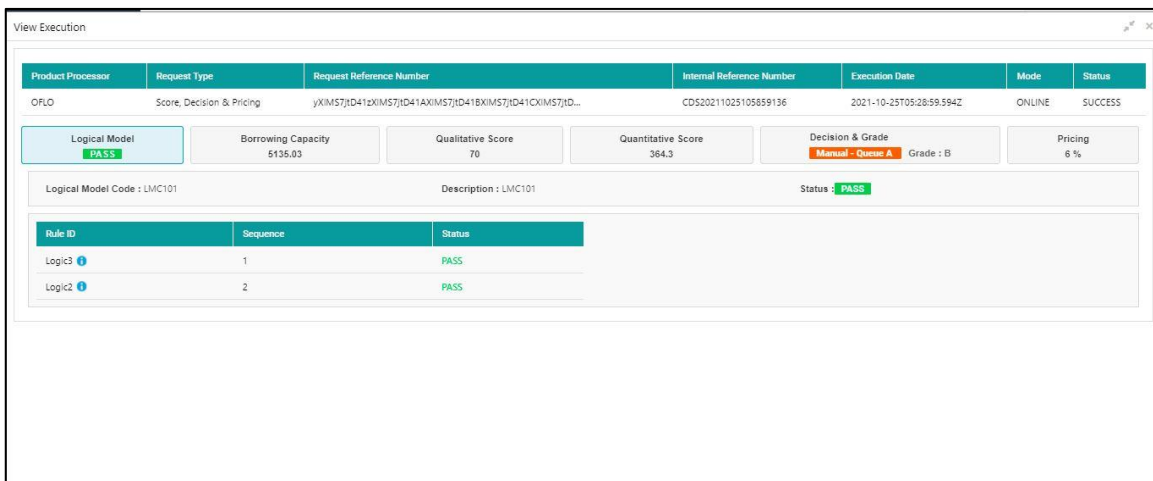 View Execution
Product Processor Request Type Request Reference Number Internal Reference Number Execution Date Mode Status
OFLO Score, Decision & Pricing yXIMS7JtD41zXIMS7JtD41AXIMS7JtD41BXIMS7JtD41CXIMS7JtD... CDS20211025105859136 2021-10-25T05:28:59.594Z ONLINE SUCCESS
Logical Model Borrowing Capacity Qualitative Score Quantitative Score Decision & Grade Pricing
PASS 5135.03 70 364.3 Manual - Queue A Grade : B 6 %
Logical Model Code : LMC101 Description : LMC101 Status : PASS
Rule ID Sequence Status
Logic3 1 PASS
Logic2 2 PASS